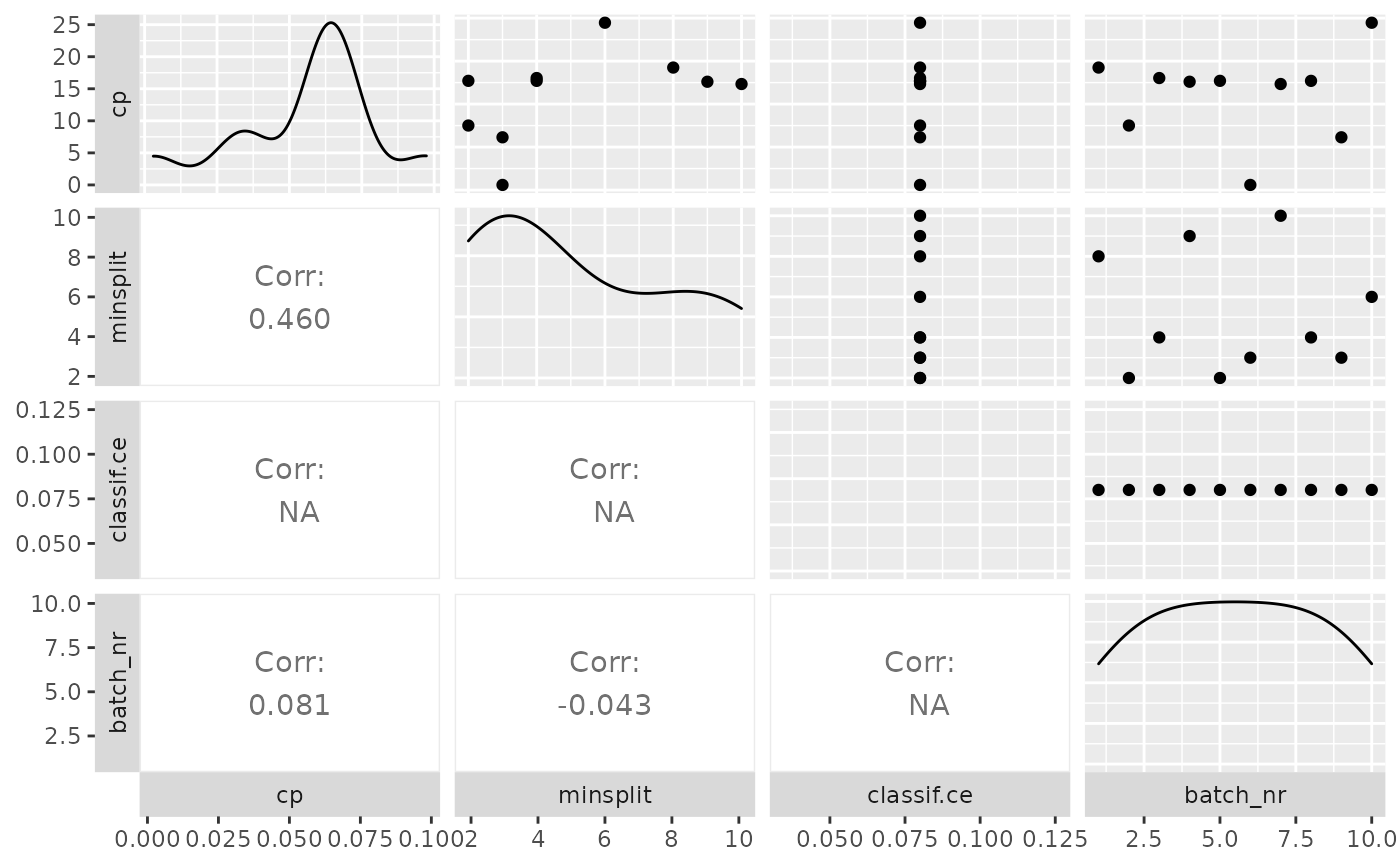 25
20
15
10
5
0
cp
10
8
6
4
2
minsplit
Corr:
0.460
0.125
0.100
0.075
0.050
classif.ce
Corr:
NA
Corr:
NA
10.0
7.5
5.0
2.5
batch_nr
Corr:
0.081
Corr:
-0.043
Corr:
NA
cp minsplit classif.ce batch_nr
0.000 0.025 0.050 0.075 0.100 2 4 6 8 10 0.050 0.075 0.100 0.125 2.5 5.0 7.5 10.0